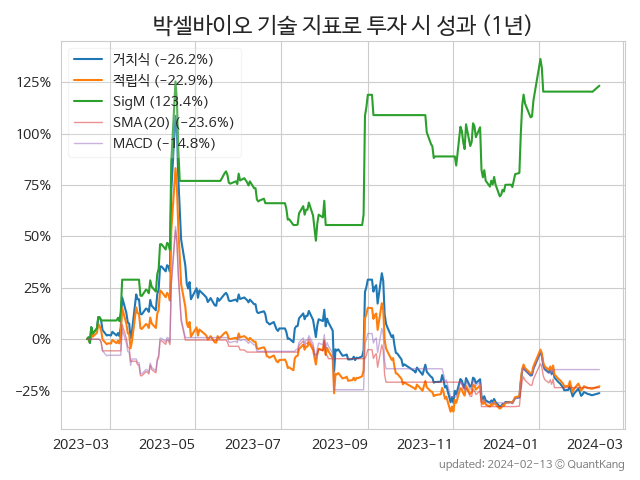 박셀바이오 기술 지표로 투자 시 성과 (1년)
거치식 (−26.2%)
적립식 (−22.9%)
SigM (123.4%)
SMA(20) (−23.6%)
MACD (−14.8%)
125%
100%
75%
50%
25%
0%
−25%
2023-03 2023-05 2023-07 2023-09 2023-11 2024-01 2024-03
updated: 2024-02-13 © QuantKang